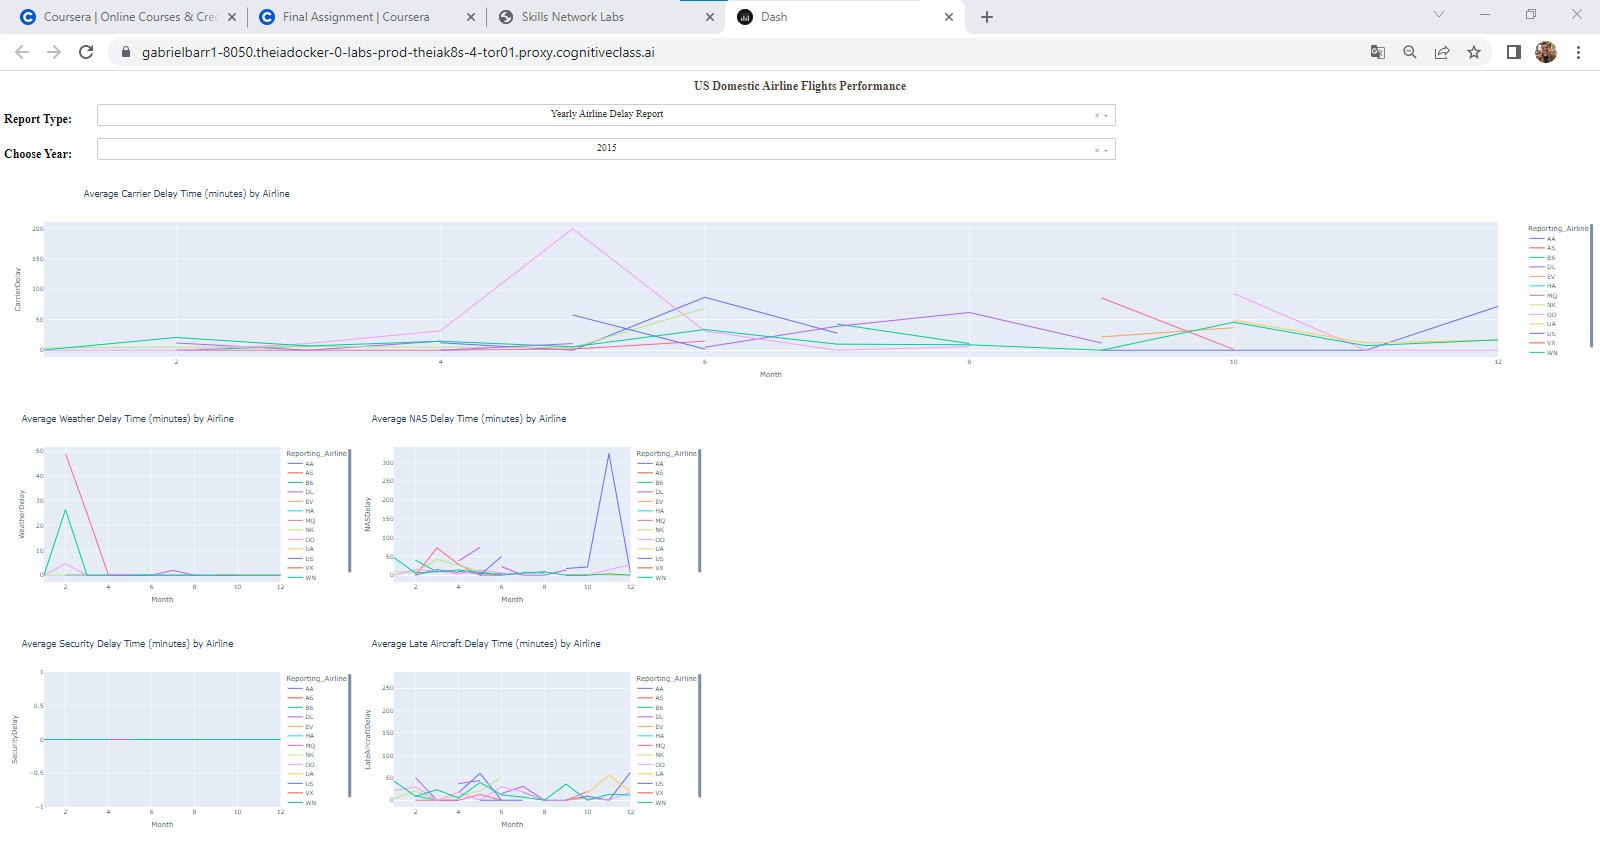 Coursera | Online Courses & Cred
Final Assignment | Coursera
Skills Network Labs
Dash
gabrielbarr1-8050.theiadocker-0-labs-prod-theiak8s-4-tor01.proxy.cognitiveclass.ai
US Domestic Airline Flights Performance
Report Type:
Yearly Airline Delay Report
Choose Year:
2015
Average Carrier Delay Time (minutes) by Airline
CarrierDelay
200
150
100
50
0
2 4 6 8 10 12
Month
Reporting_Airline
AA
AS
B6
DL
EV
HA
MQ
NK
OO
UA
VX
WN
Average Weather Delay Time (minutes) by Airline
WeatherDelay
50
40
30
20
10
0
2 4 6 8 10 12
Month
Reporting_Airline
AA
AS
B6
DL
EV
HA
MQ
NK
OO
UA
US
VX
WN
Average NAS Delay Time (minutes) by Airline
NASDelay
300
250
200
150
100
50
0
2 4 6 8 10 12
Month
Reporting_Airline
AA
AS
B6
DL
EV
HA
MQ
NK
OO
UA
US
VX
WN
Average Security Delay Time (minutes) by Airline
SecurityDelay
1
0.5
0
−0.5
−1
2 4 6 8 10 12
Month
Reporting_Airline
AA
AS
B6
DL
EV
HA
MQ
NK
OO
UA
US
VX
WN
Average Late Aircraft Delay Time (minutes) by Airline
LateAircraftDelay
250
200
150
100
50
0
2 4 6 8 10 12
Month
Reporting_Airline
AA
AS
B6
DL
EV
HA
MQ
NK
OO
UA
US
VX
WN